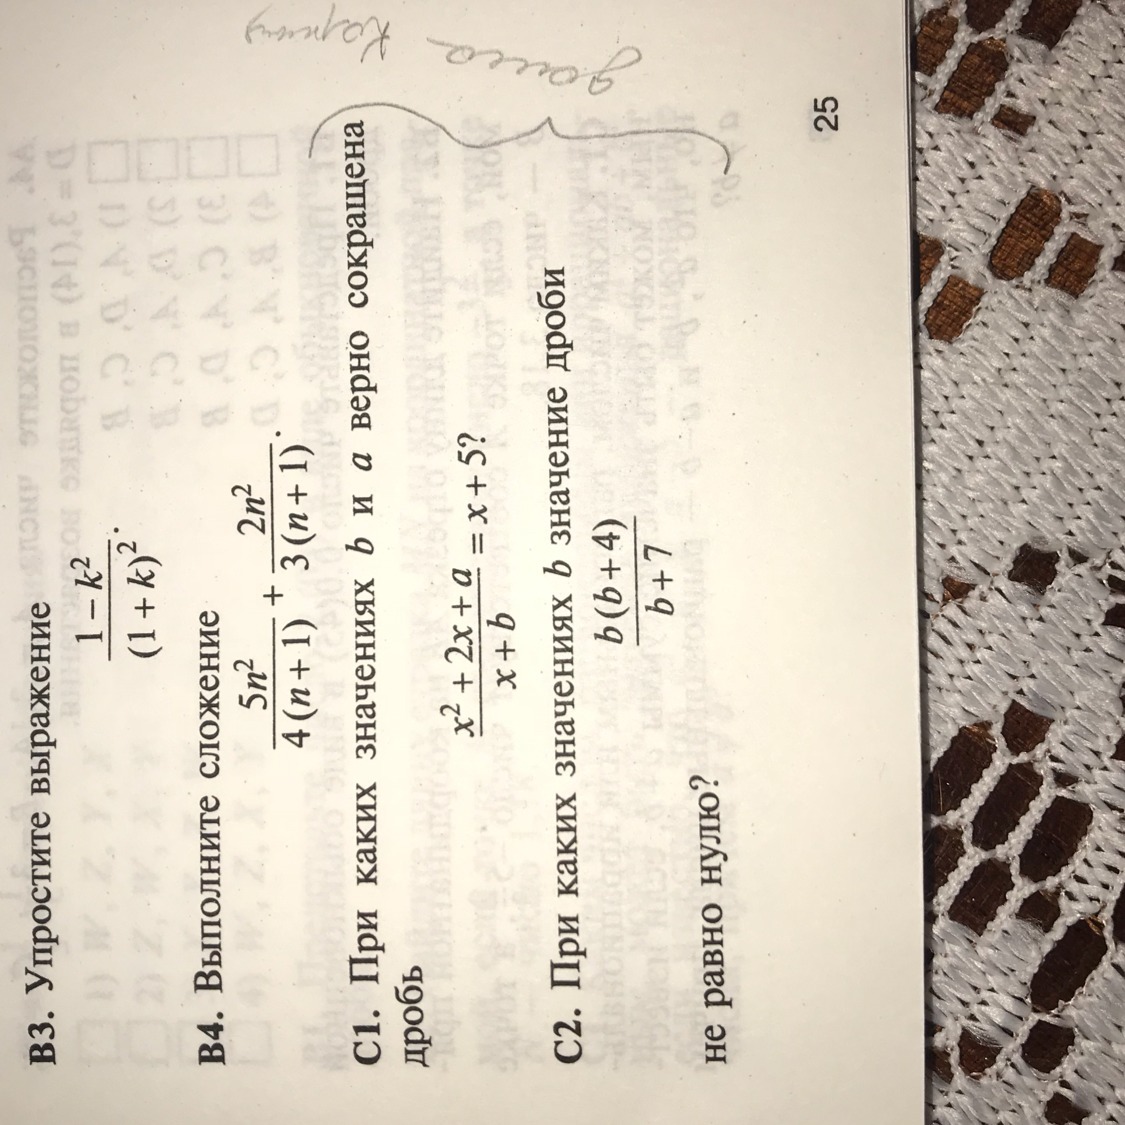 В3. Упростите выражение
(1 − k²)/(1 + k)².
В4. Выполните сложение
5n²/(4(n + 1)) + 2n²/(3(n + 1)).
С1. При каких значениях b и a верно сокращена
дробь
(x² + 2x + a)/(x + b) = x + 5?
С2. При каких значениях b значение дроби
b(b + 4)/(b + 7)
не равно нулю?
25